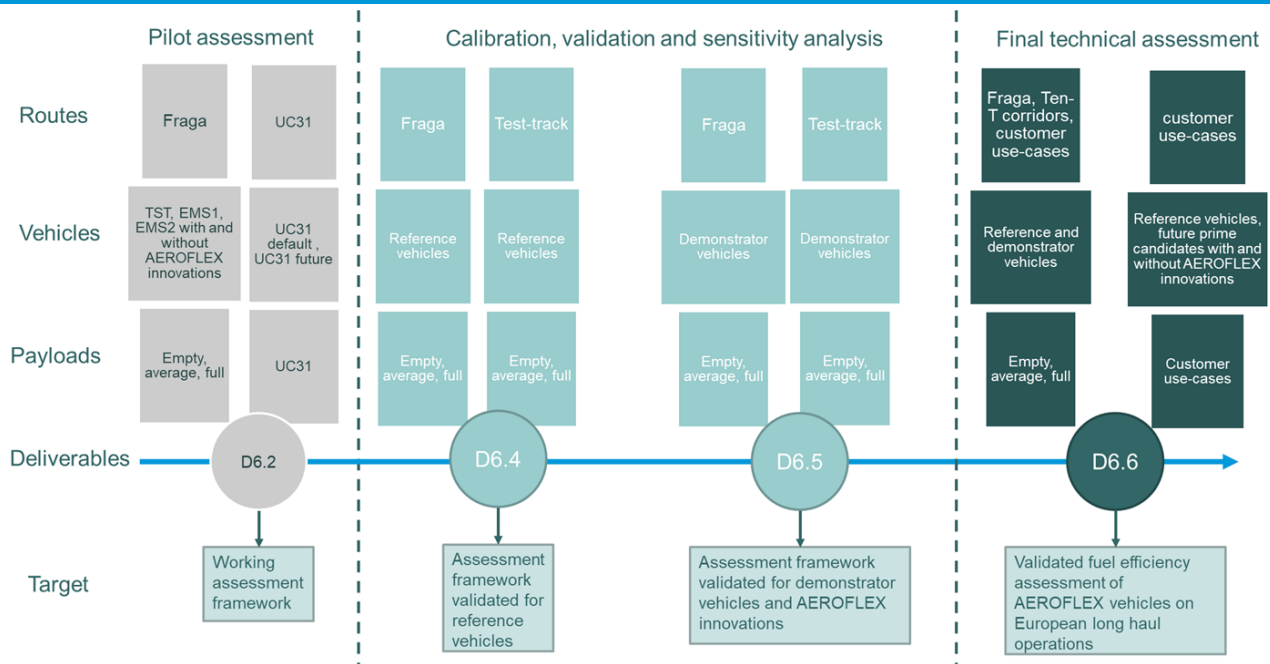 Pilot assessment
Calibration, validation and sensitivity analysis
Final technical assessment
Routes
Fraga
UC31
Fraga
Test-track
Fraga
Test-track
Fraga, Ten-
T corridors,
customer
use-cases
customer
use-cases
Vehicles
TST, EMS1,
EMS2 with and
without
AEROFLEX
innovations
UC31
default ,
UC31 future
Reference
vehicles
Reference
vehicles
Demonstrator
vehicles
Demonstrator
vehicles
Reference and
demonstrator
vehicles
Reference vehicles,
future prime
candidates with and
without AEROFLEX
innovations
Payloads
Empty,
average, full
UC31
Empty,
average, full
Empty,
average, full
Empty,
average, full
Empty,
average, full
Empty,
average, full
Customer
use-cases
Deliverables
D6.2
D6.4
D6.5
D6.6
Target
Working
assessment
framework
Assessment
framework
validated for
reference
vehicles
Assessment framework
validated for demonstrator
vehicles and AEROFLEX
innovations
Validated fuel efficiency
assessment of
AEROFLEX vehicles on
European long haul
operations